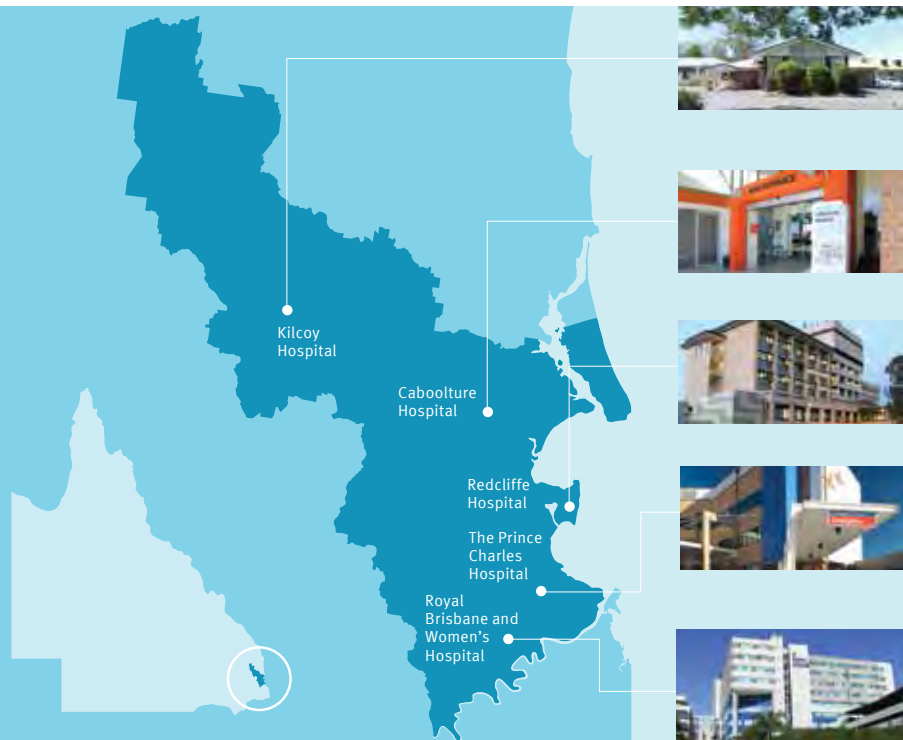 Kilcoy
Hospital
Caboolture
Hospital
Redcliffe
Hospital
The Prince
Charles
Hospital
Royal
Brisbane and
Women's
Hospital